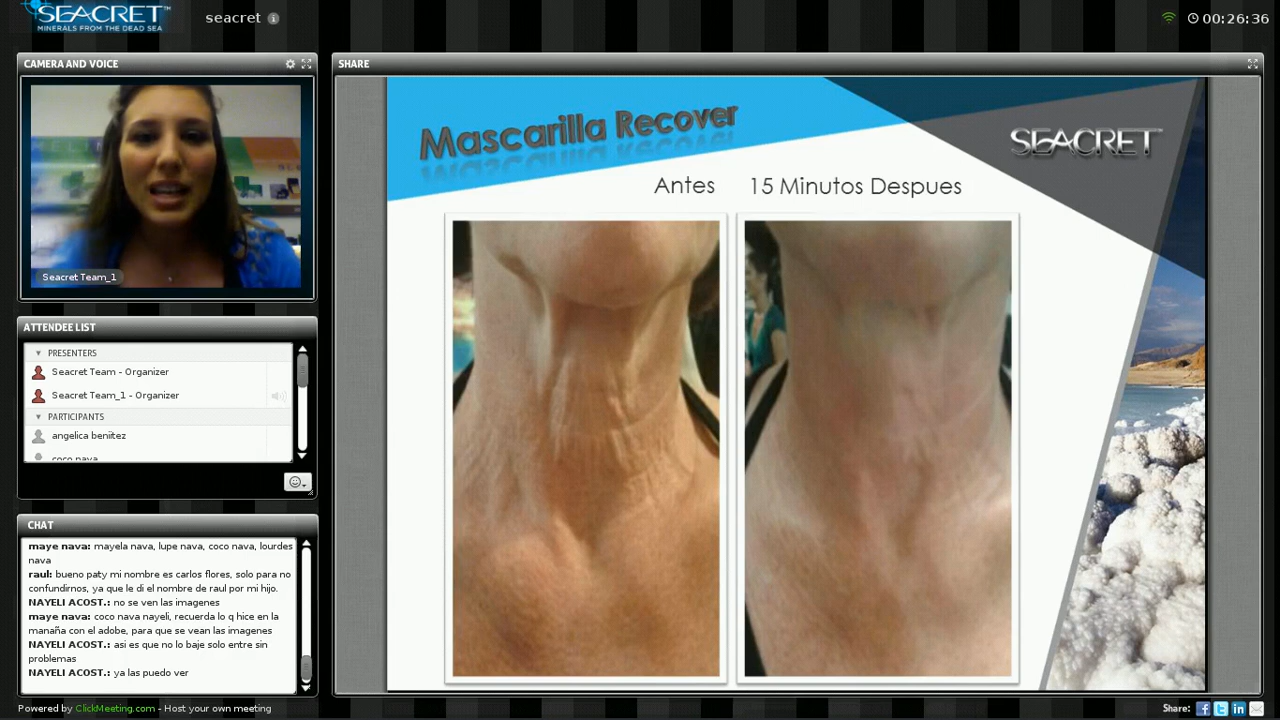 SEACRET™
MINERALS FROM THE DEAD SEA
seacret
00:26:36
CAMERA AND VOICE
Seacret Team_1
ATTENDEE LIST
PRESENTERS
Seacret Team - Organizer
Seacret Team_1 - Organizer
PARTICIPANTS
angelica beniitez
coco nava
CHAT
maye nava: mayela nava, lupe nava, coco nava, lourdes
nava
raul: bueno paty mi nombre es carlos flores, solo para no
confundirnos, ya que le di el nombre de raul por mi hijo.
NAYELI ACOST.: no se ven las imagenes
maye nava: coco nava nayeli, recuerda lo q hice en la
manaña con el adobe, para que se vean las imagenes
NAYELI ACOST.: asi es que no lo baje solo entre sin
problemas
NAYELI ACOST.: ya las puedo ver
Powered by ClickMeeting.com - Host your own meeting
SHARE
Mascarilla Recover
SEACRET™
Antes
15 Minutos Despues
Share: